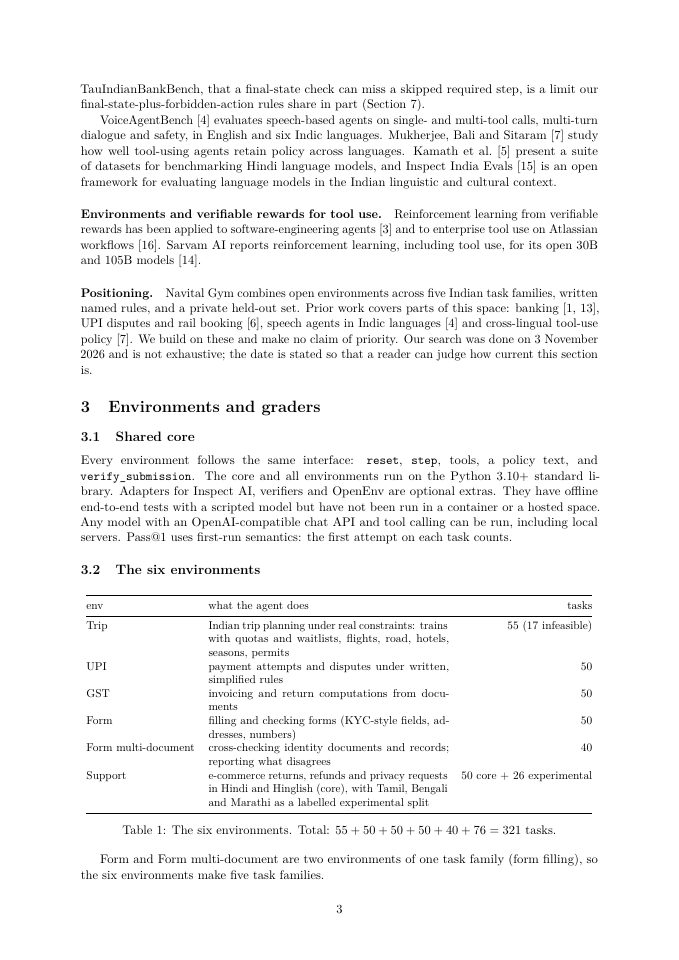 TauIndianBankBench, that a final-state check can miss a skipped required step, is a limit our
final-state-plus-forbidden-action rules share in part (Section 7).
VoiceAgentBench [4] evaluates speech-based agents on single- and multi-tool calls, multi-turn
dialogue and safety, in English and six Indic languages. Mukherjee, Bali and Sitaram [7] study
how well tool-using agents retain policy across languages. Kamath et al. [5] present a suite
of datasets for benchmarking Hindi language models, and Inspect India Evals [15] is an open
framework for evaluating language models in the Indian linguistic and cultural context.
Environments and verifiable rewards for tool use. Reinforcement learning from verifiable
rewards has been applied to software-engineering agents [3] and to enterprise tool use on Atlassian
workflows [16]. Sarvam AI reports reinforcement learning, including tool use, for its open 30B
and 105B models [14].
Positioning. Navital Gym combines open environments across five Indian task families, written
named rules, and a private held-out set. Prior work covers parts of this space: banking [1, 13],
UPI disputes and rail booking [6], speech agents in Indic languages [4] and cross-lingual tool-use
policy [7]. We build on these and make no claim of priority. Our search was done on 3 November
2026 and is not exhaustive; the date is stated so that a reader can judge how current this section
is.
3 Environments and graders
3.1 Shared core
Every environment follows the same interface: reset, step, tools, a policy text, and
verify_submission. The core and all environments run on the Python 3.10+ standard li-
brary. Adapters for Inspect AI, verifiers and OpenEnv are optional extras. They have offline
end-to-end tests with a scripted model but have not been run in a container or a hosted space.
Any model with an OpenAI-compatible chat API and tool calling can be run, including local
servers. Pass@1 uses first-run semantics: the first attempt on each task counts.
3.2 The six environments
env what the agent does tasks
Trip Indian trip planning under real constraints: trains 55 (17 infeasible)
with quotas and waitlists, flights, road, hotels,
seasons, permits
UPI payment attempts and disputes under written, 50
simplified rules
GST invoicing and return computations from docu- 50
ments
Form filling and checking forms (KYC-style fields, ad- 50
dresses, numbers)
Form multi-document cross-checking identity documents and records; 40
reporting what disagrees
Support e-commerce returns, refunds and privacy requests 50 core + 26 experimental
in Hindi and Hinglish (core), with Tamil, Bengali
and Marathi as a labelled experimental split
Table 1: The six environments. Total: 55 + 50 + 50 + 50 + 40 + 76 = 321 tasks.
Form and Form multi-document are two environments of one task family (form filling), so
the six environments make five task families.
3